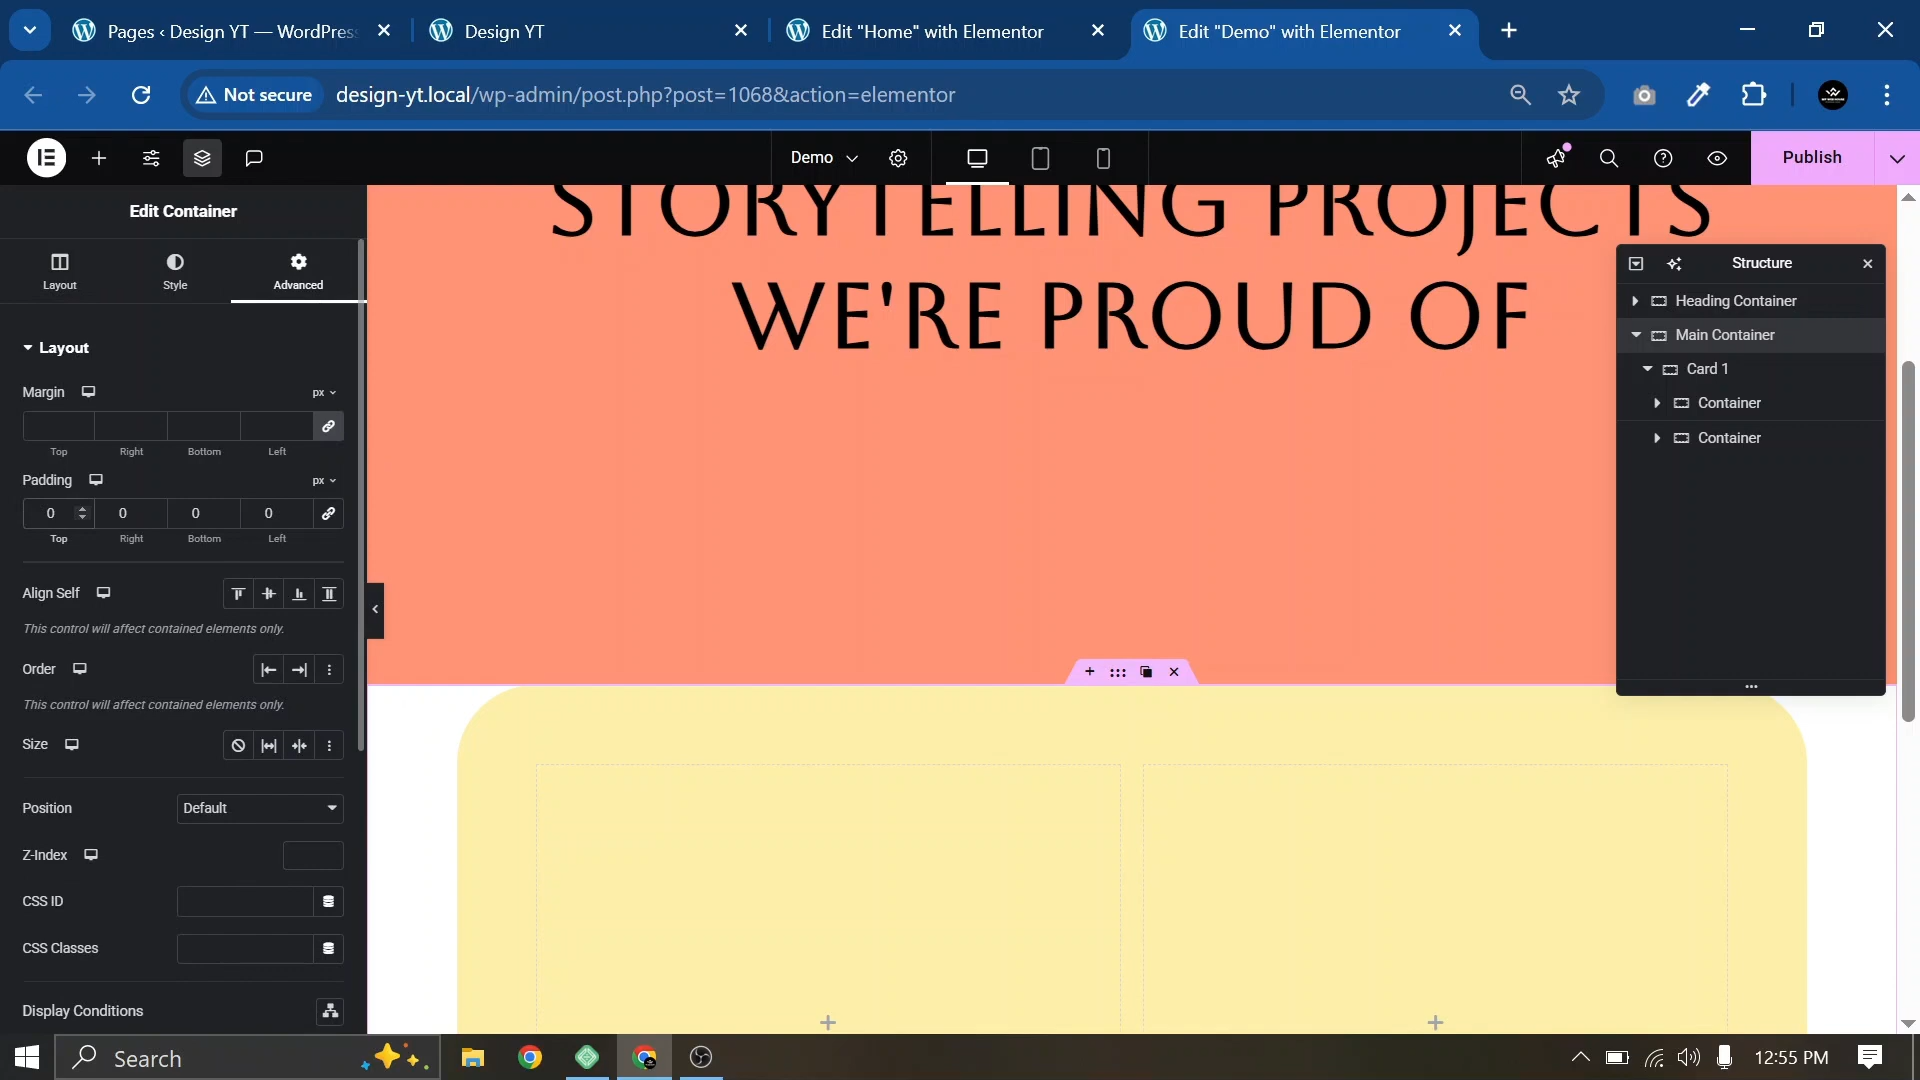 Pages ‹ Design YT — WordPres
Design YT
Edit "Home" with Elementor
Edit "Demo" with Elementor
Not secure
design-yt.local/wp-admin/post.php?post=1068&action=elementor
Demo
Publish
Edit Container
Layout
Style
Advanced
Layout
Margin
px
Top
Right
Bottom
Left
Padding
px
0
0
0
0
Top
Right
Bottom
Left
Align Self
This control will affect contained elements only.
Order
This control will affect contained elements only.
Size
Position
Default
Z-Index
CSS ID
CSS Classes
Display Conditions
STORYTELLING PROJECTS
WE'RE PROUD OF
Structure
Heading Container
Main Container
Card 1
Container
Container
Search
12:55 PM